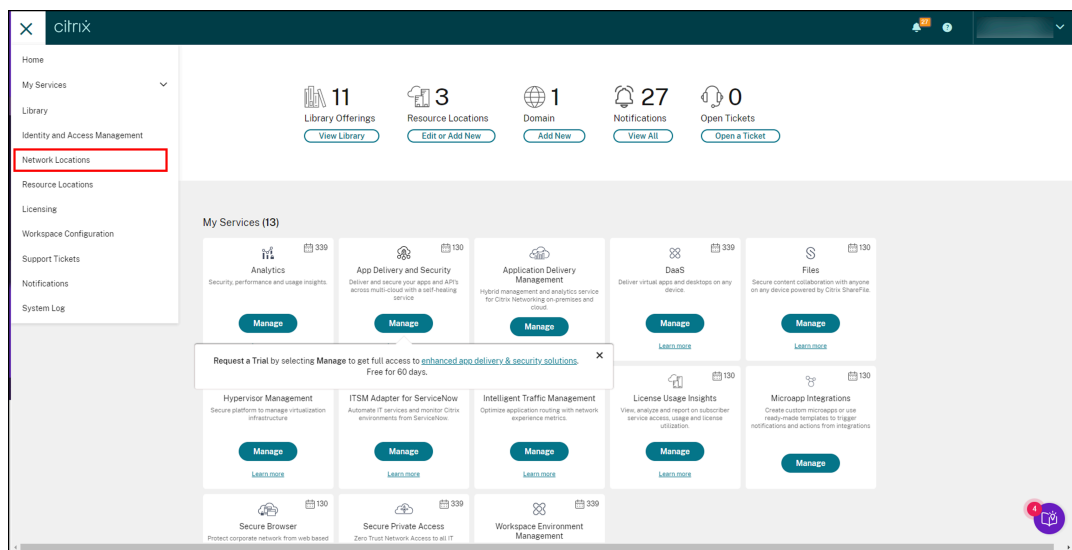 citrix
27
Home
My Services
Library
Identity and Access Management
Network Locations
Resource Locations
Licensing
Workspace Configuration
Support Tickets
Notifications
System Log
11
Library Offerings
View Library
3
Resource Locations
Edit or Add New
1
Domain
Add New
27
Notifications
View All
0
Open Tickets
Open a Ticket
My Services (13)
339
Analytics
Security, performance and usage insights.
Manage
130
App Delivery and Security
Deliver and secure your apps and API's
across multi-cloud with a self-healing
service
Manage
Application Delivery
Management
Hybrid management and analytics service
for Citrix Networking on-premises and
cloud.
Manage
339
DaaS
Deliver virtual apps and desktops on any
device.
Manage
Learn more
130
Files
Secure content collaboration with anyone
on any device powered by Citrix ShareFile.
Manage
Learn more
Request a Trial by selecting Manage to get full access to enhanced app delivery & security solutions.
Free for 60 days.
Hypervisor Management
Secure platform to manage virtualization
infrastructure
Manage
Learn more
ITSM Adapter for ServiceNow
Automate IT services and monitor Citrix
environments from ServiceNow.
Manage
Learn more
Intelligent Traffic Management
Optimize application routing with network
experience metrics.
Manage
Learn more
130
License Usage Insights
View, analyze and report on subscriber
service access, usage and license
utilization.
Manage
Learn more
130
Microapp Integrations
Create custom microapps or use
ready-made templates to trigger
notifications and actions from integrations
Manage
130
Secure Browser
Protect corporate network from web based
339
Secure Private Access
Zero Trust Network Access to all IT
339
Workspace Environment
Management
4